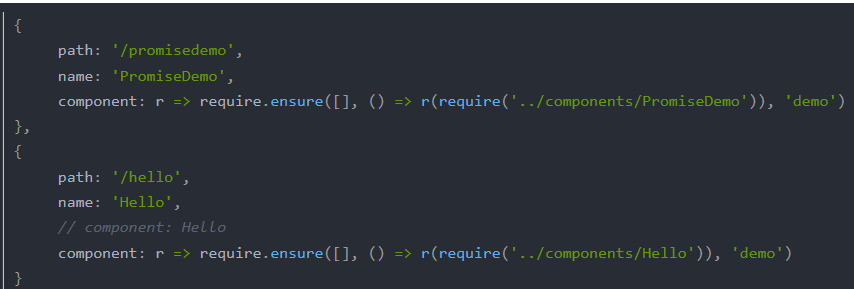 {
path: '/promisedemo',
name: 'PromiseDemo',
component: r => require.ensure([], () => r(require('../components/PromiseDemo')), 'demo')
},
{
path: '/hello',
name: 'Hello',
// component: Hello
component: r => require.ensure([], () => r(require('../components/Hello')), 'demo')
}